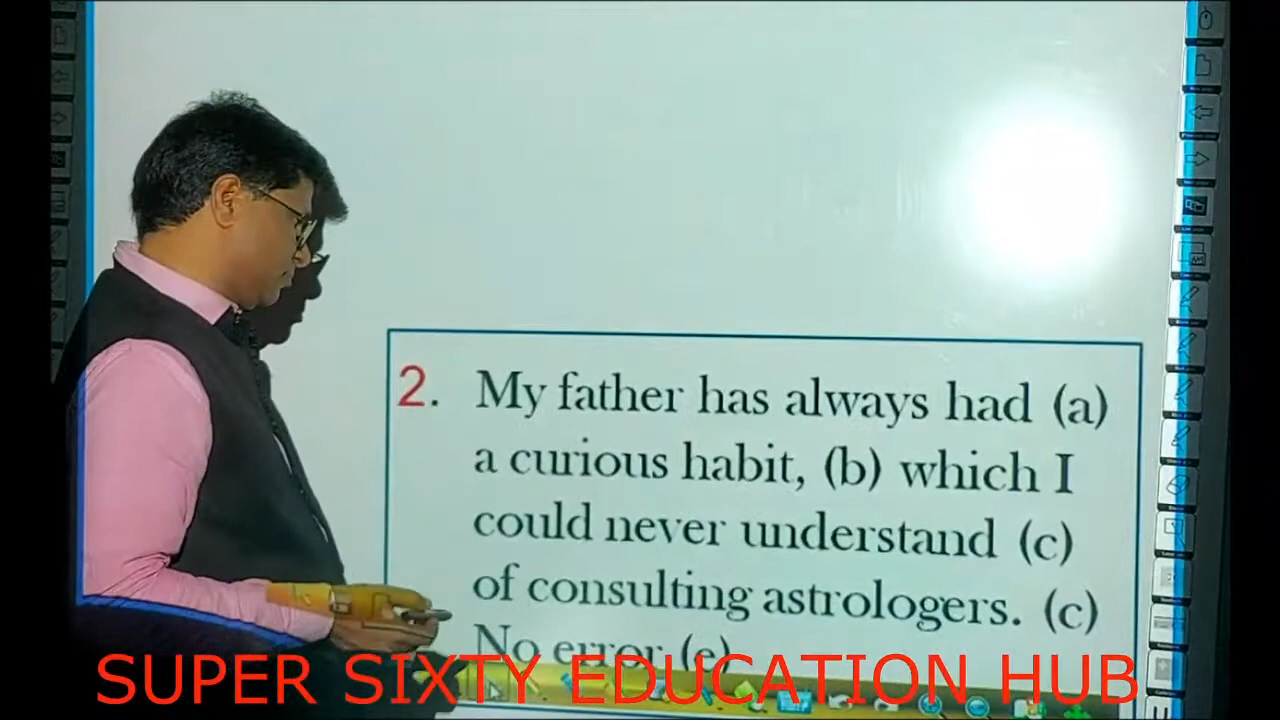 2. My father has always had (a)
a curious habit, (b) which I
could never understand (c)
of consulting astrologers. (c)
No error (e)
SUPER SIXTY EDUCATION HUB